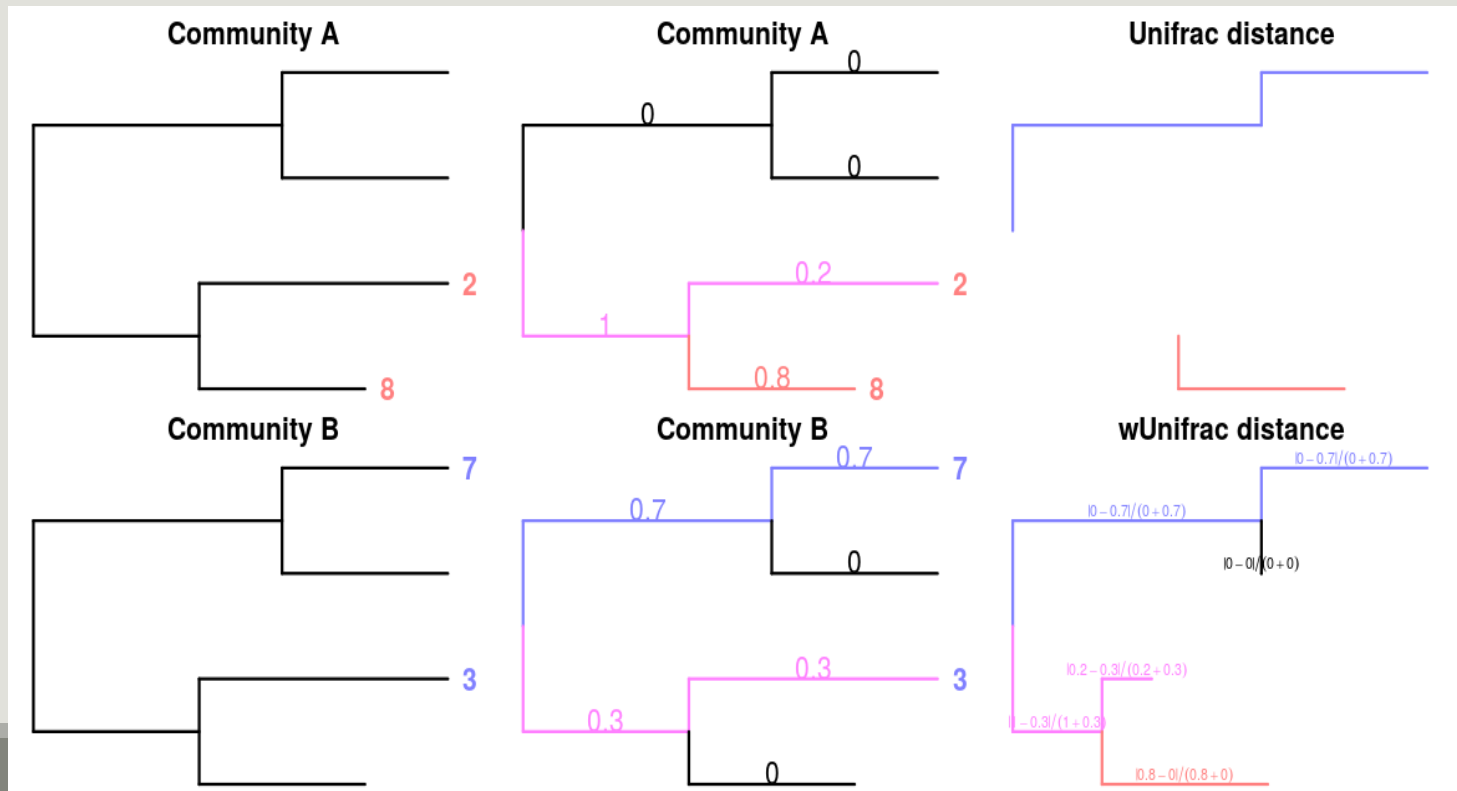 Community A
Community A
Unifrac distance
0
0
0
0.2
2
2
1
0.8
8
8
Community B
Community B
wUnifrac distance
7
0.7
7
|0 − 0.7|/(0 + 0.7)
0.7
|0 − 0.7|/(0 + 0.7)
0
|0 − 0|/(0 + 0)
3
0.3
3
|0.2 − 0.3|/(0.2 + 0.3)
0.3
|1 − 0.3|/(1 + 0.3)
0
|0.8 − 0|/(0.8 + 0)